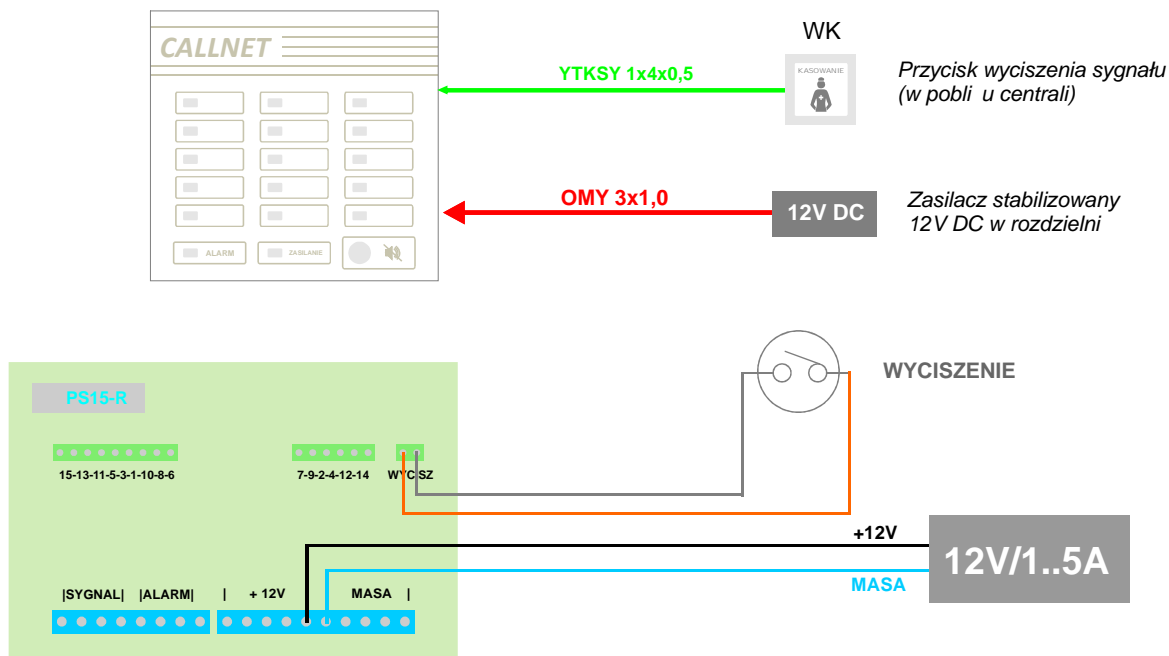 CALLNET
WK
YTKSY 1x4x0,5
KASOWANIE
Przycisk wyciszenia sygnału
(w pobli u centrali)
OMY 3x1,0
12V DC
Zasilacz stabilizowany
12V DC w rozdzielni
ALARM
ZASILANIE
WYCISZENIE
PS15-R
15-13-11-5-3-1-10-8-6
7-9-2-4-12-14
WYCISZ
+12V
12V/1..5A
MASA
|SYGNAL| |ALARM| | + 12V MASA |